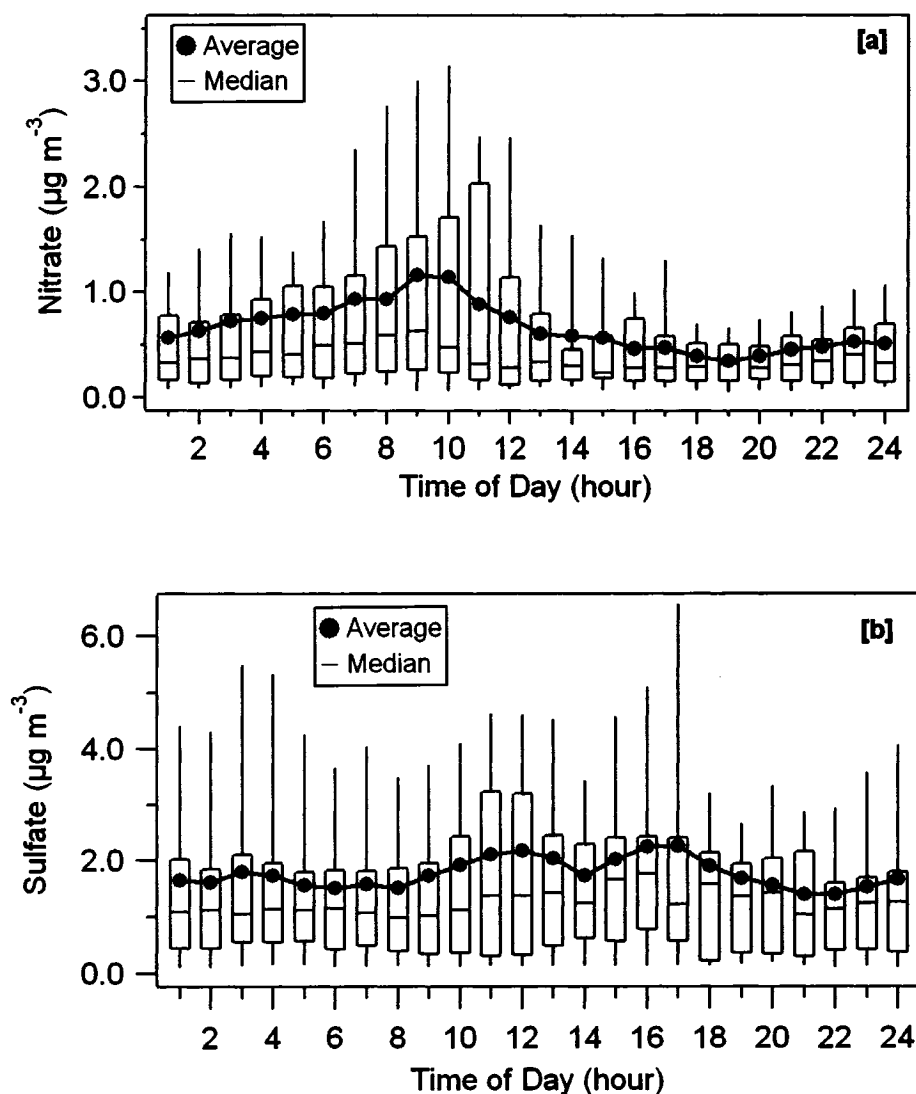 [a]
Average
Median
3.0
2.0
1.0
0.0
Nitrate (µg m⁻³)
2 4 6 8 10 12 14 16 18 20 22 24
Time of Day (hour)
[b]
Average
Median
6.0
4.0
2.0
0.0
Sulfate (µg m⁻³)
2 4 6 8 10 12 14 16 18 20 22 24
Time of Day (hour)